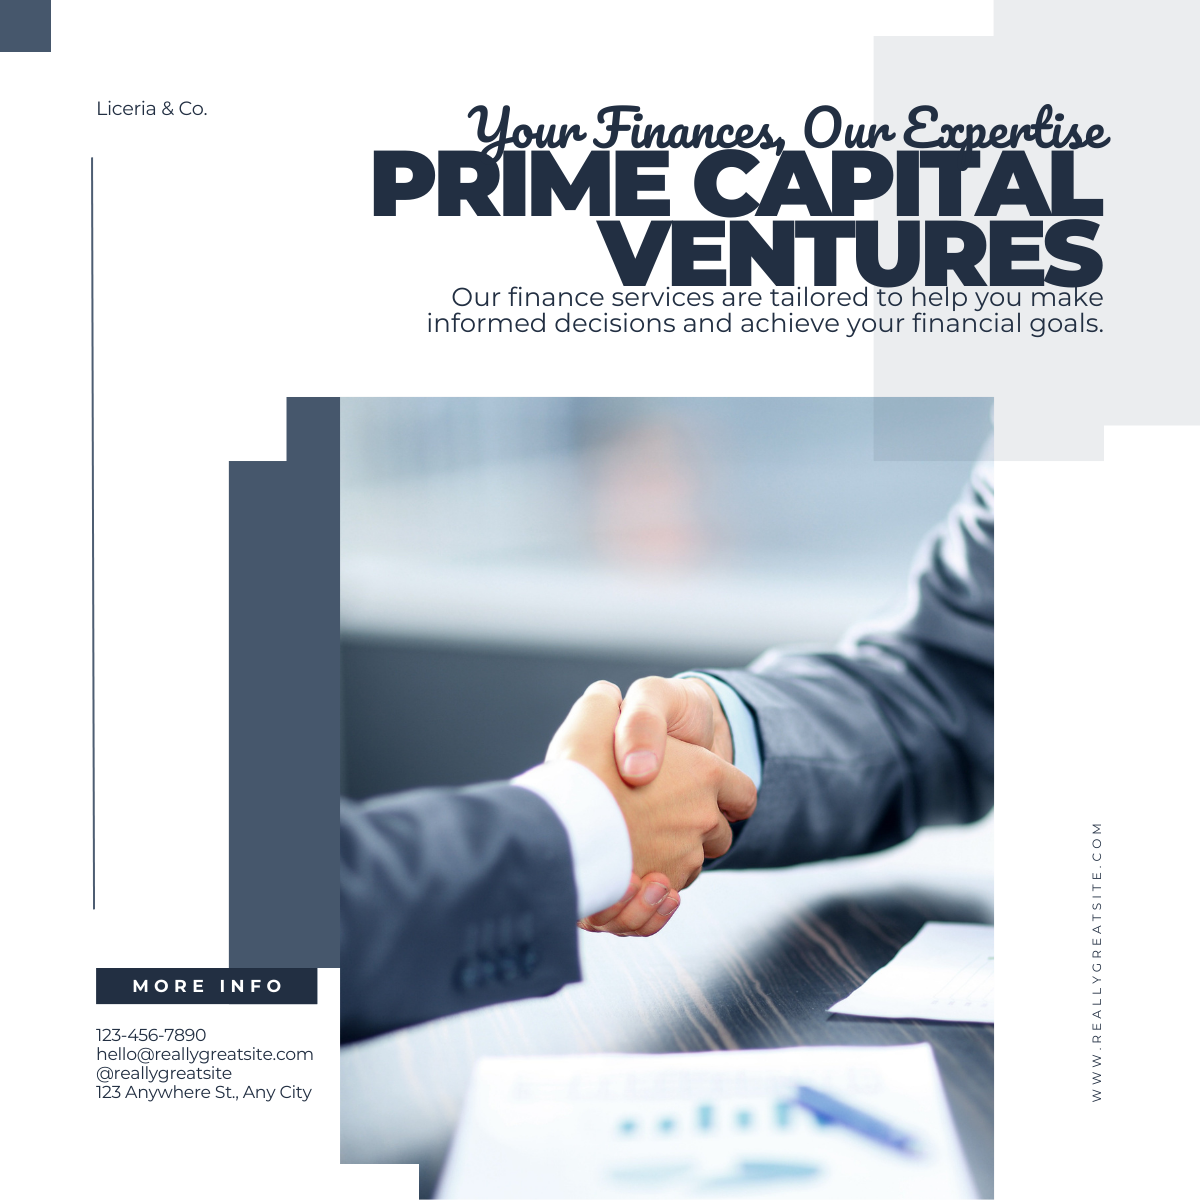 Liceria & Co.
Your Finances, Our Expertise
PRIME CAPITAL
VENTURES
Our finance services are tailored to help you make
informed decisions and achieve your financial goals.
MORE INFO
123-456-7890
hello@reallygreatsite.com
@reallygreatsite
123 Anywhere St., Any City
WWW.REALLYGREATSITE.COM